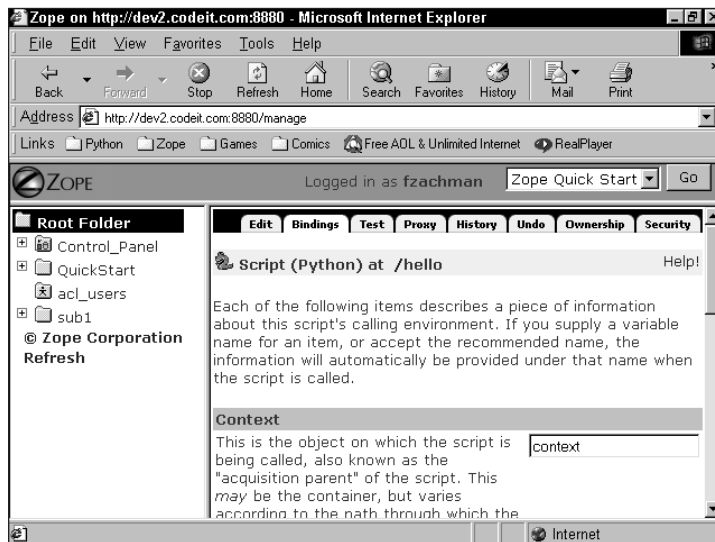 Zope on http://dev2.codeit.com:8880 - Microsoft Internet Explorer
File Edit View Favorites Tools Help
Back Forward Stop Refresh Home Search Favorites History Mail Print
Address http://dev2.codeit.com:8880/manage
Links Python Zope Games Comics Free AOL & Unlimited Internet RealPlayer
ZOPE Logged in as fzachman Zope Quick Start Go
Root Folder
Control_Panel
QuickStart
acl_users
sub1
© Zope Corporation
Refresh
Edit Bindings Test Proxy History Undo Ownership Security
Script (Python) at /hello Help!
Each of the following items describes a piece of information
about this script's calling environment. If you supply a variable
name for an item, or accept the recommended name, the
information will automatically be provided under that name when
the script is called.
Context
This is the object on which the script is
being called, also known as the
"acquisition parent" of the script. This
may be the container, but varies
according to the path through which the
context
Internet